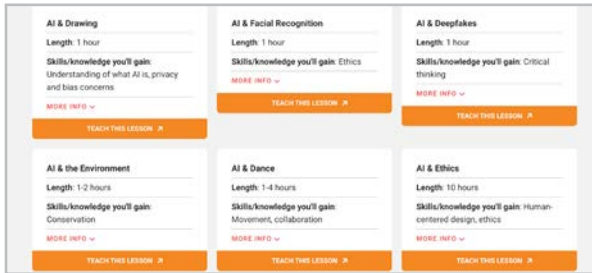 AI & Drawing
Length: 1 hour
Skills/knowledge you'll gain:
Understanding of what AI is, privacy
and bias concerns
MORE INFO
TEACH THIS LESSON
AI & Facial Recognition
Length: 1 hour
Skills/knowledge you'll gain: Ethics
MORE INFO
TEACH THIS LESSON
AI & Deepfakes
Length: 1 hour
Skills/knowledge you'll gain: Critical
thinking
MORE INFO
TEACH THIS LESSON
AI & the Environment
Length: 1-2 hours
Skills/knowledge you'll gain:
Conservation
MORE INFO
TEACH THIS LESSON
AI & Dance
Length: 1-4 hours
Skills/knowledge you'll gain:
Movement, collaboration
MORE INFO
TEACH THIS LESSON
AI & Ethics
Length: 10 hours
Skills/knowledge you'll gain: Human-
centered design, ethics
MORE INFO
TEACH THIS LESSON